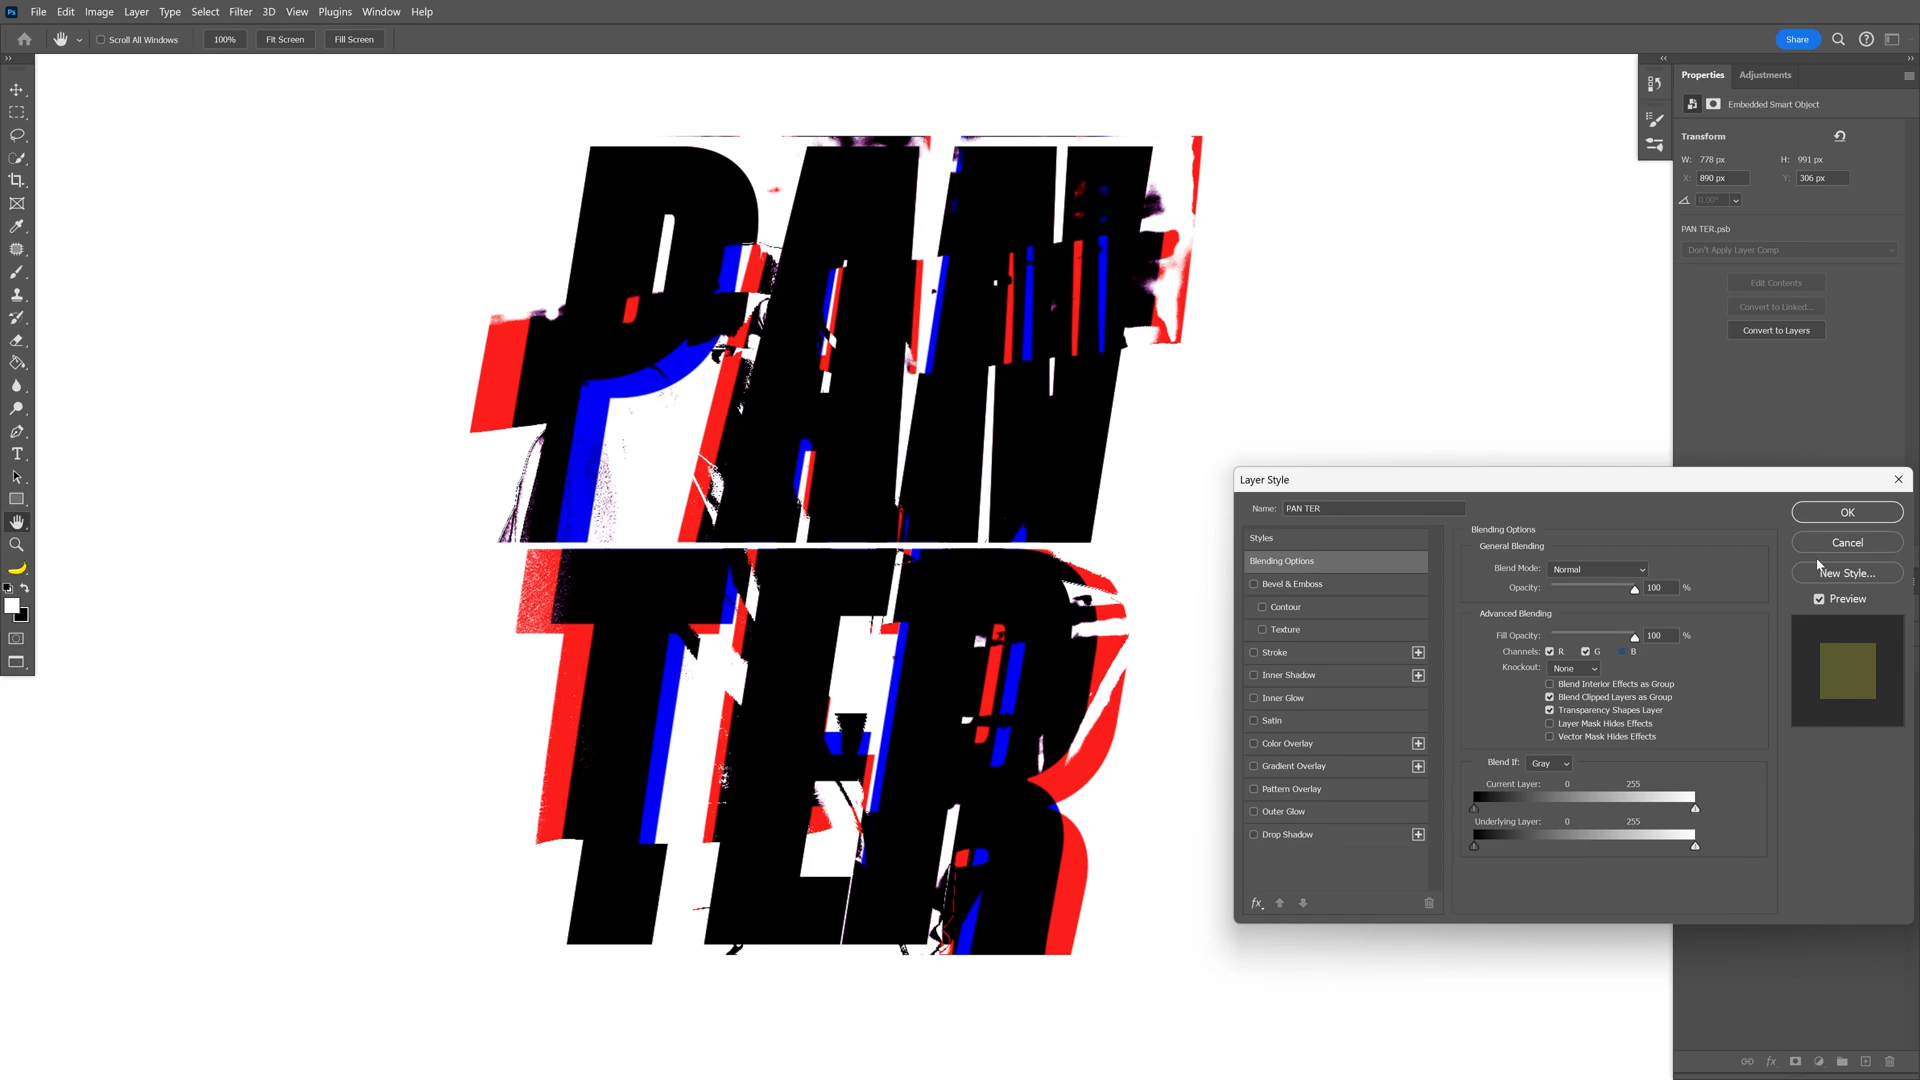 Ps File Edit Image Layer Type Select Filter 3D View Plugins Window Help
Scroll All Windows 100% Fit Screen Fill Screen Share
Properties Adjustments
Embedded Smart Object
Transform
W: 778 px H: 991 px
X: 890 px Y: 306 px
0.00°
PAN TER.psb
Don't Apply Layer Comp
Edit Contents
Convert to Linked...
Convert to Layers
PAN
TER
Layer Style
Name: PAN TER
OK
Cancel
New Style...
Preview
Styles
Blending Options
Bevel & Emboss
Contour
Texture
Stroke
Inner Shadow
Inner Glow
Satin
Color Overlay
Gradient Overlay
Pattern Overlay
Outer Glow
Drop Shadow
fx
Blending Options
General Blending
Blend Mode: Normal
Opacity: 100 %
Advanced Blending
Fill Opacity: 100 %
Channels: R G B
Knockout: None
Blend Interior Effects as Group
Blend Clipped Layers as Group
Transparency Shapes Layer
Layer Mask Hides Effects
Vector Mask Hides Effects
Blend If: Gray
Current Layer: 0 255
Underlying Layer: 0 255
fx